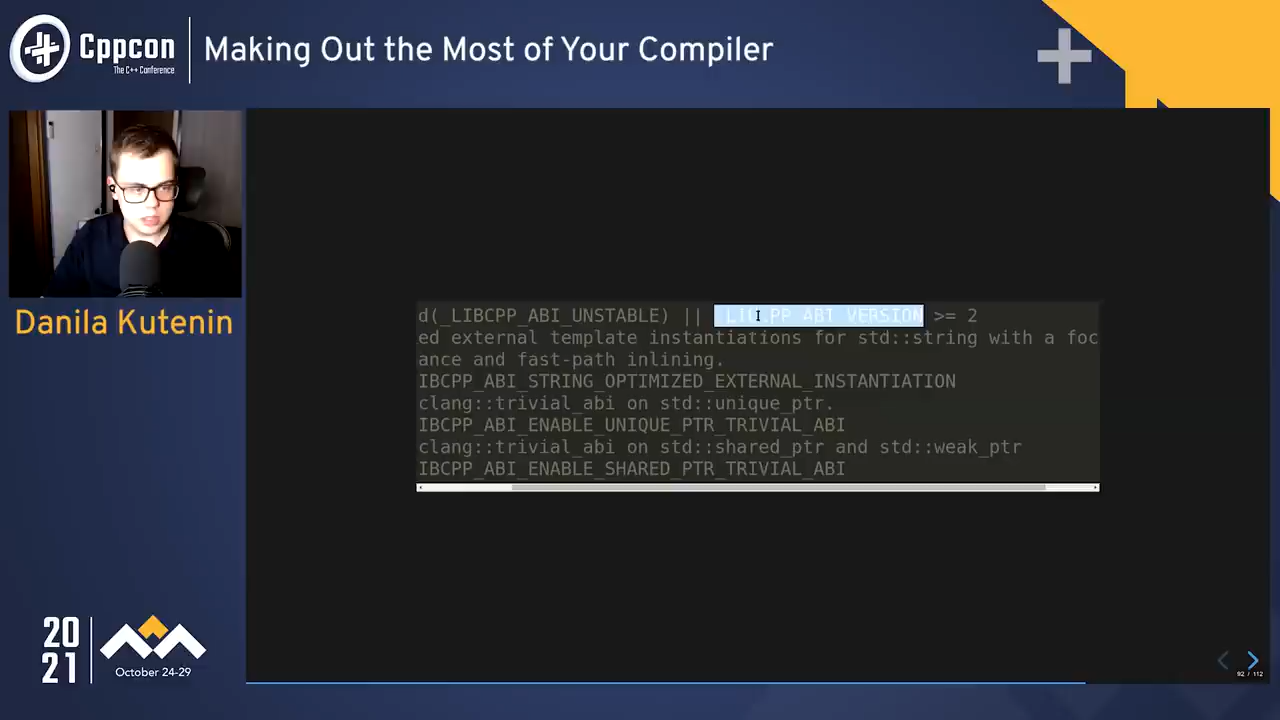 Cppcon
The C++ Conference
Making Out the Most of Your Compiler
Danila Kutenin
d(_LIBCPP_ABI_UNSTABLE) || _LIBCPP_ABI_VERSION >= 2
ed external template instantiations for std::string with a foc
ance and fast-path inlining.
IBCPP_ABI_STRING_OPTIMIZED_EXTERNAL_INSTANTIATION
clang::trivial_abi on std::unique_ptr.
IBCPP_ABI_ENABLE_UNIQUE_PTR_TRIVIAL_ABI
clang::trivial_abi on std::shared_ptr and std::weak_ptr
IBCPP_ABI_ENABLE_SHARED_PTR_TRIVIAL_ABI
20
21
October 24-29
92 / 112